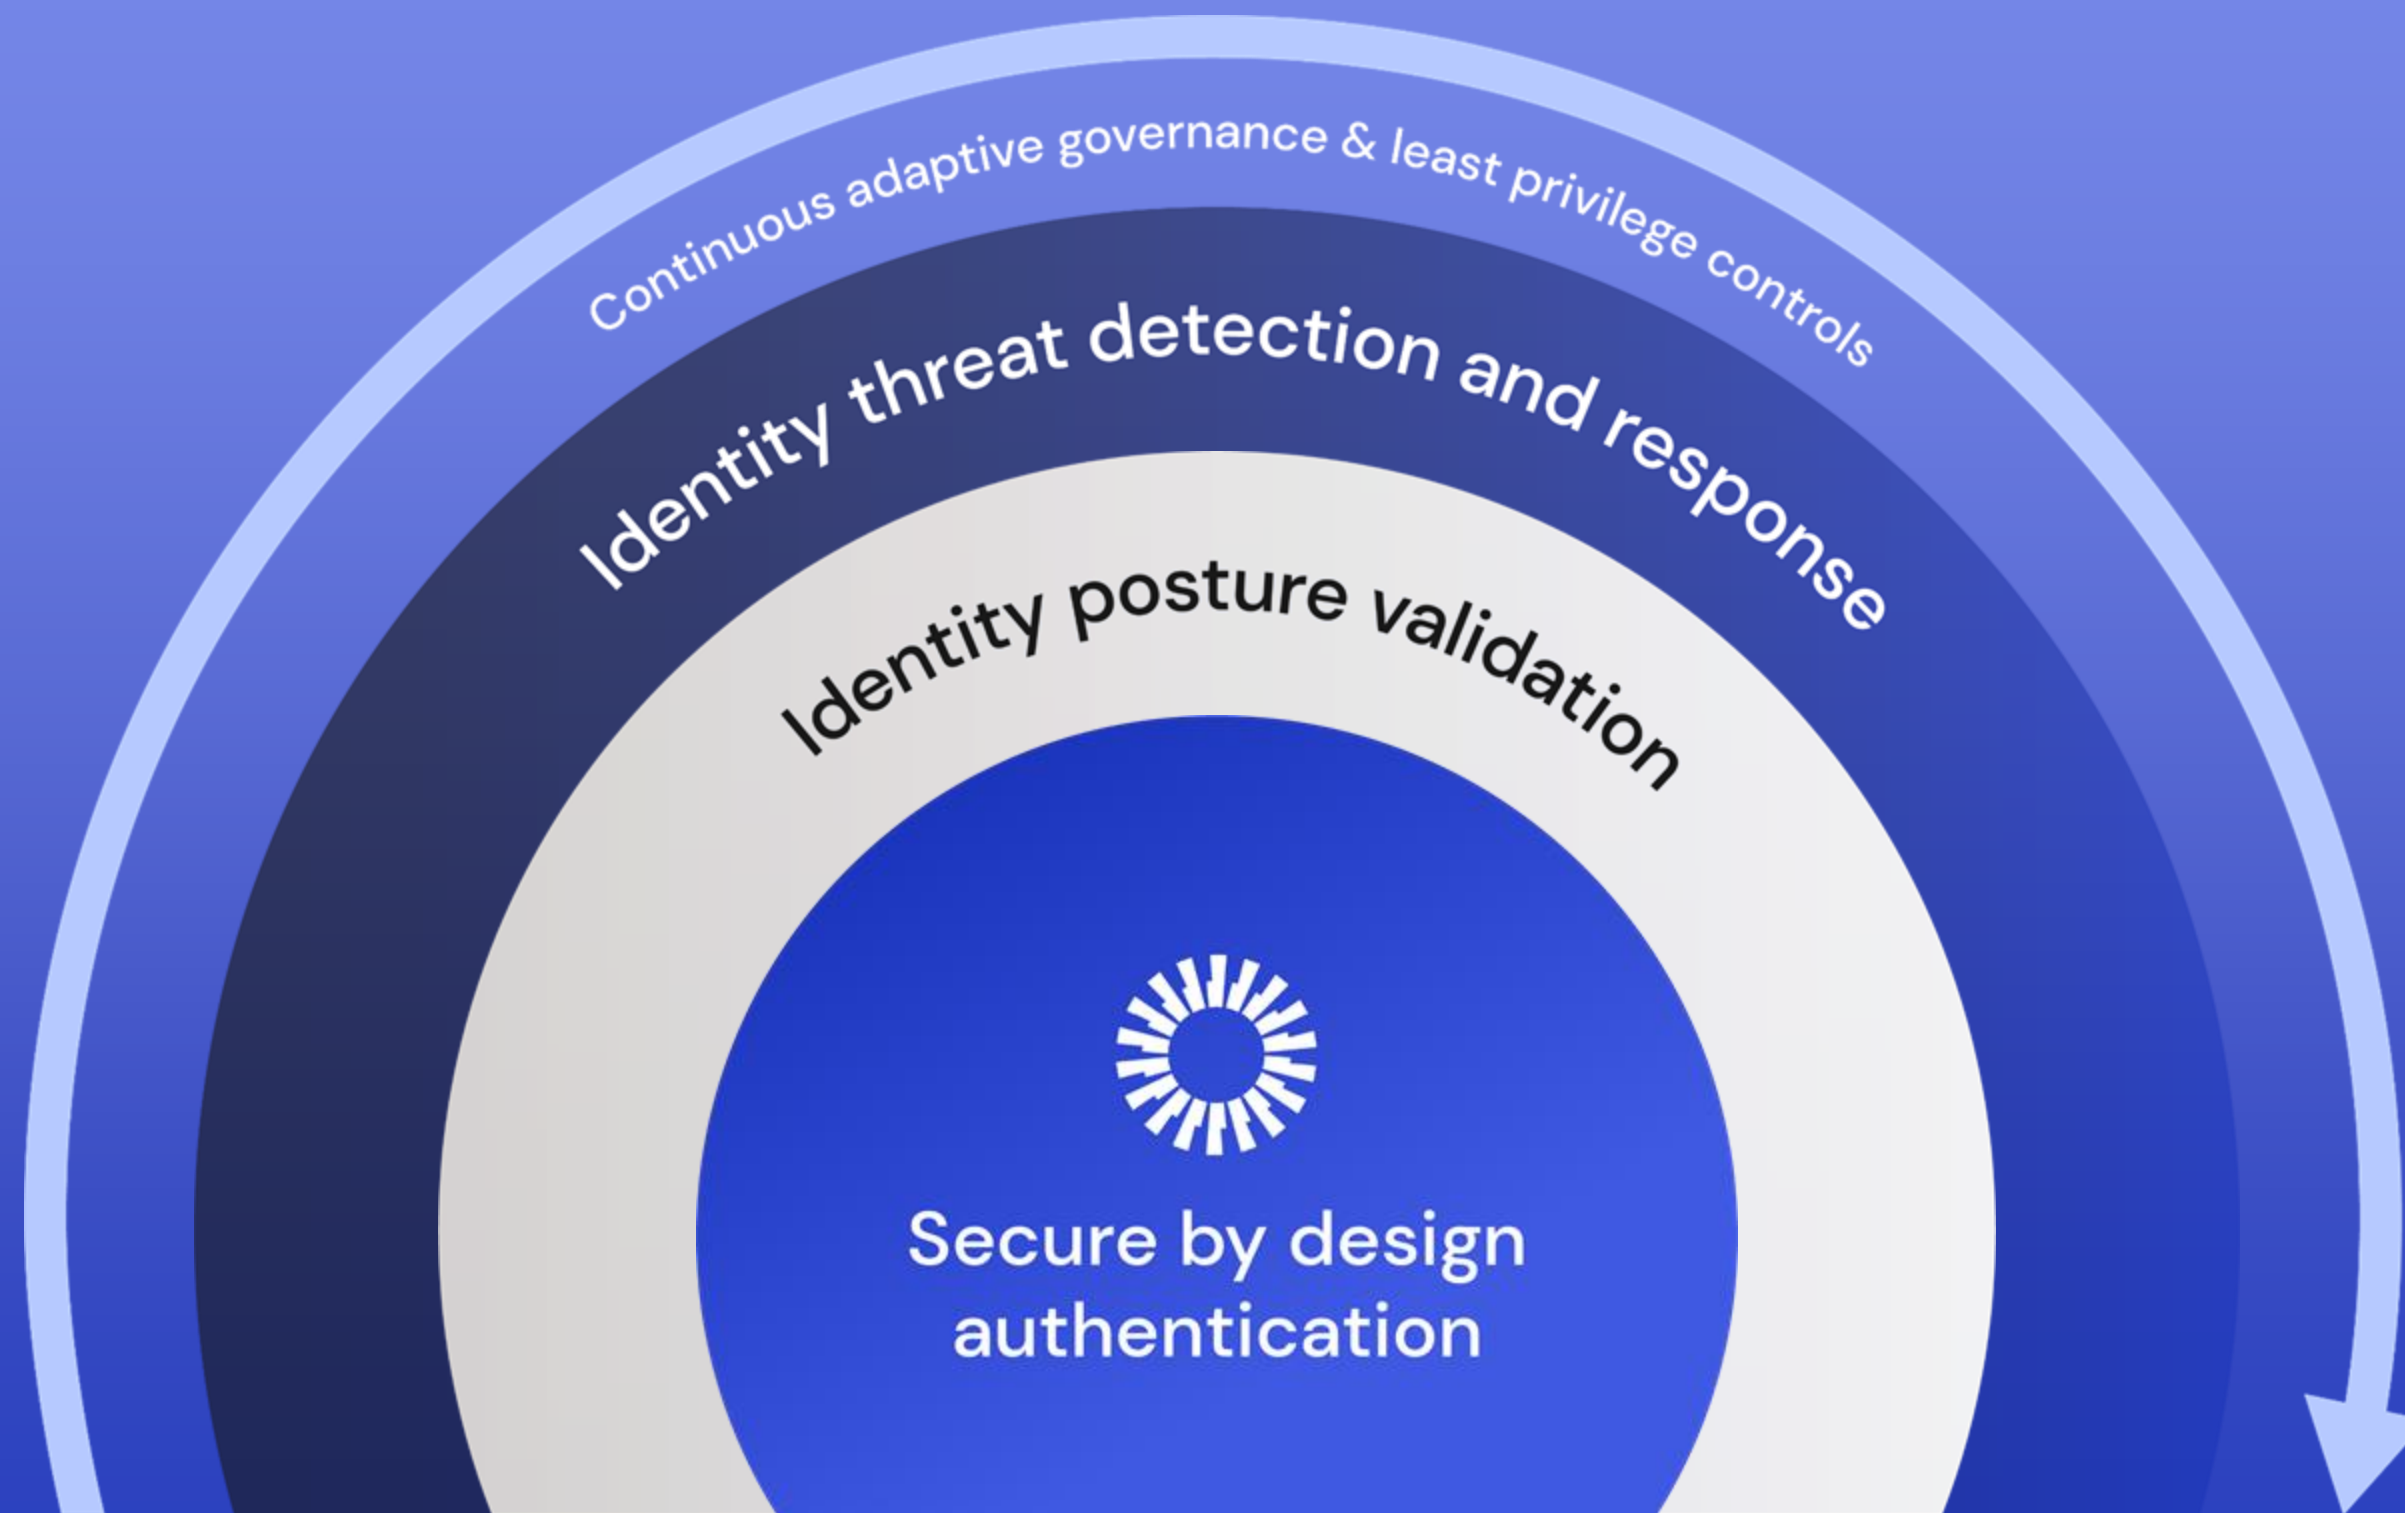 Continuous adaptive governance & least privilege controls
Identity threat detection and response
Identity posture validation
Secure by design
authentication